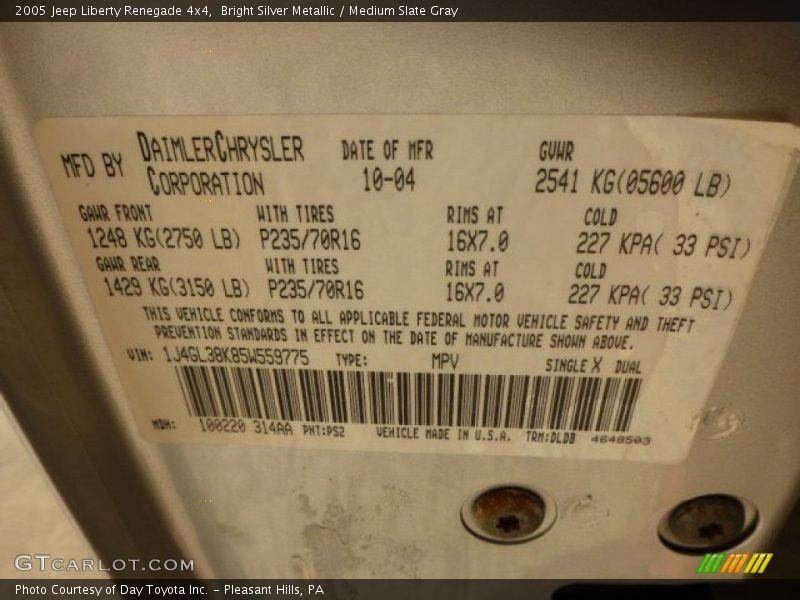 2005 Jeep Liberty Renegade 4x4,  Bright Silver Metallic / Medium Slate Gray
MFD BY DAIMLERCHRYSLER CORPORATION DATE OF MFR 10-04 GVWR 2541 KG(05600 LB)
GAWR FRONT WITH TIRES RIMS AT COLD
1248 KG(2750 LB) P235/70R16 16X7.0 227 KPA( 33 PSI)
GAWR REAR WITH TIRES RIMS AT COLD
1429 KG(3150 LB) P235/70R16 16X7.0 227 KPA( 33 PSI)
THIS VEHICLE CONFORMS TO ALL APPLICABLE FEDERAL MOTOR VEHICLE SAFETY AND THEFT
PREVENTION STANDARDS IN EFFECT ON THE DATE OF MANUFACTURE SHOWN ABOVE.
VIN: 1J4GL38K85W559775 TYPE: MPV SINGLE X DUAL
MDH: 100220 314AA PNT:PS2 VEHICLE MADE IN U.S.A. TRM:DLDB 4648503
GTCARLOT.COM
Photo Courtesy of Day Toyota Inc. - Pleasant Hills, PA